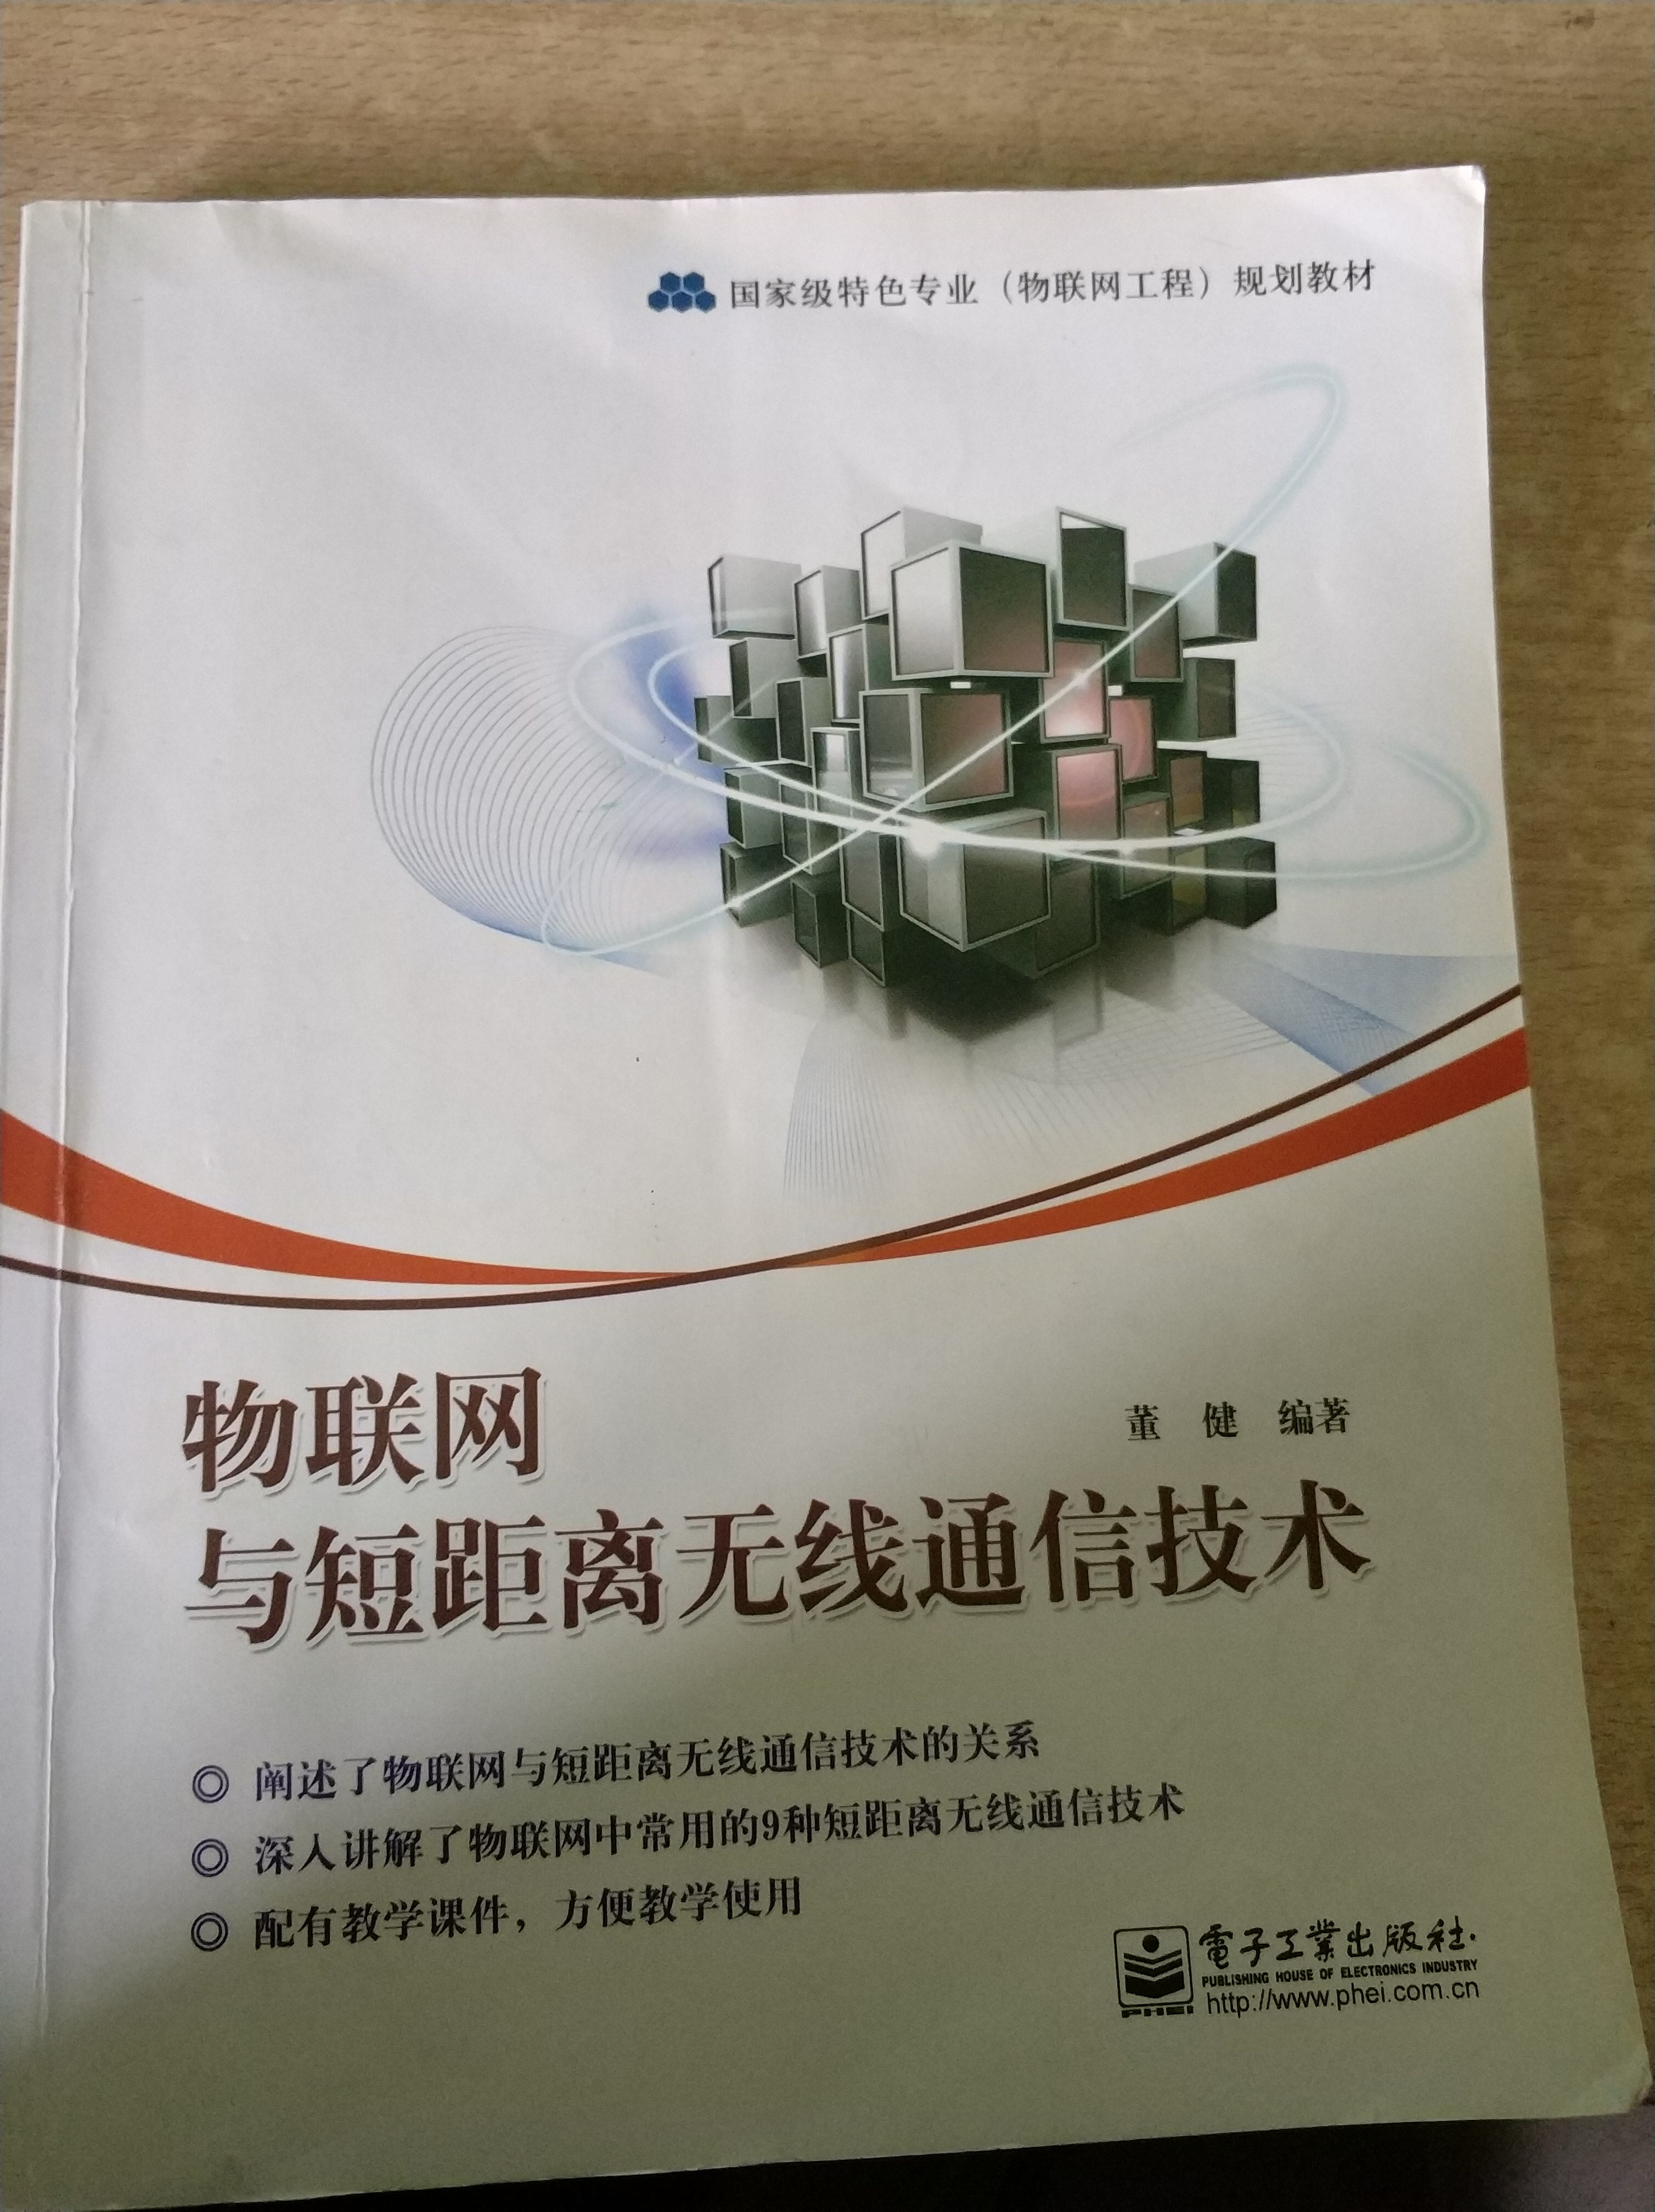 国家级特色专业（物联网工程）规划教材
物联网
董 健 编著
与短距离无线通信技术
◎ 阐述了物联网与短距离无线通信技术的关系
◎ 深入讲解了物联网中常用的9种短距离无线通信技术
◎ 配有教学课件，方便教学使用
電子工業出版社.
PUBLISHING HOUSE OF ELECTRONICS INDUSTRY
PHEI
http://www.phei.com.cn